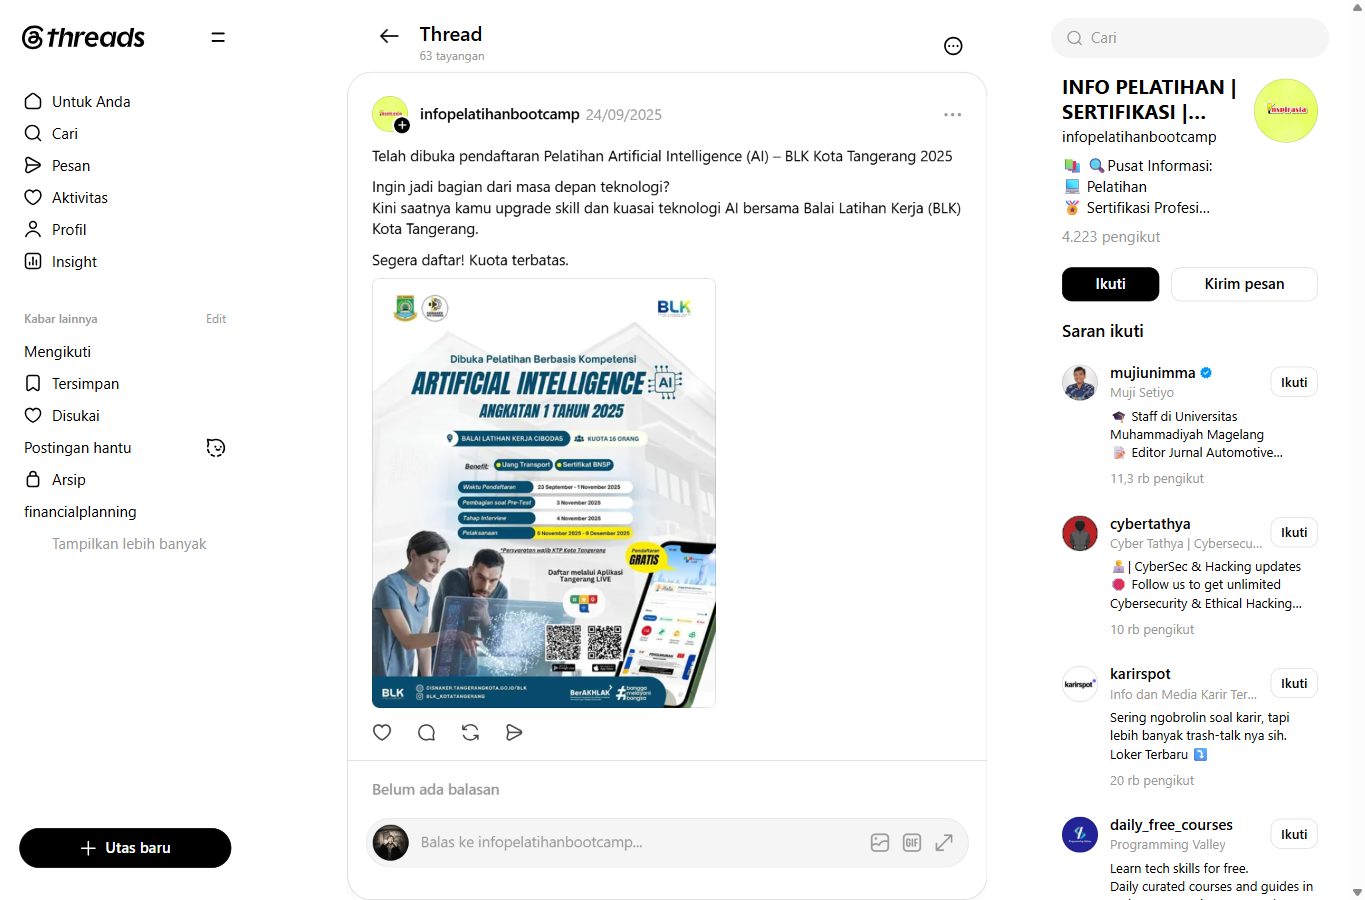 threads
Untuk Anda
Cari
Pesan
Aktivitas
Profil
Insight
Kabar lainnya
Edit
Mengikuti
Tersimpan
Disukai
Postingan hantu
Arsip
financialplanning
Tampilkan lebih banyak
Utas baru
Thread
63 tayangan
infopelatihanbootcamp 24/09/2025
Telah dibuka pendaftaran Pelatihan Artificial Intelligence (AI) – BLK Kota Tangerang 2025
Ingin jadi bagian dari masa depan teknologi?
Kini saatnya kamu upgrade skill dan kuasai teknologi AI bersama Balai Latihan Kerja (BLK)
Kota Tangerang.
Segera daftar! Kuota terbatas.
BLK
Dibuka Pelatihan Berbasis Kompetensi
ARTIFICIAL INTELLIGENCE
AI
ANGKATAN 1 TAHUN 2025
BALAI LATIHAN KERJA CIBODAS
KUOTA 16 ORANG
Benefit:
Uang Transport
Sertifikat BNSP
Waktu Pendaftaran
23 September - 1 November 2025
Pembagian soal Pre-Test
3 November 2025
Tahap Interview
4 November 2025
Pelaksanaan
5 November 2025 - 9 Desember 2025
*Persyaratan wajib KTP Kota Tangerang
Pendaftaran
GRATIS
Daftar melalui Aplikasi
Tangerang LIVE
BLK
DISNAKER.TANGERANGKOTA.GO.ID/BLK
BLK_KOTATANGERANG
BerAKHLAK
#bangga
melayani
bangsa
Belum ada balasan
Balas ke infopelatihanbootcamp...
GIF
Cari
INFO PELATIHAN |
SERTIFIKASI |...
Inspirasia
infopelatihanbootcamp
Pusat Informasi:
Pelatihan
Sertifikasi Profesi...
4.223 pengikut
Ikuti
Kirim pesan
Saran ikuti
mujiunimma
Muji Setiyo
Ikuti
Staff di Universitas
Muhammadiyah Magelang
Editor Jurnal Automotive...
11,3 rb pengikut
cybertathya
Cyber Tathya | Cybersecu...
Ikuti
| CyberSec & Hacking updates
Follow us to get unlimited
Cybersecurity & Ethical Hacking...
10 rb pengikut
karirspot
karirspot
Info dan Media Karir Ter...
Ikuti
Sering ngobrolin soal karir, tapi
lebih banyak trash-talk nya sih.
Loker Terbaru
20 rb pengikut
daily_free_courses
Programming Valley
Ikuti
Learn tech skills for free.
Daily curated courses and guides in